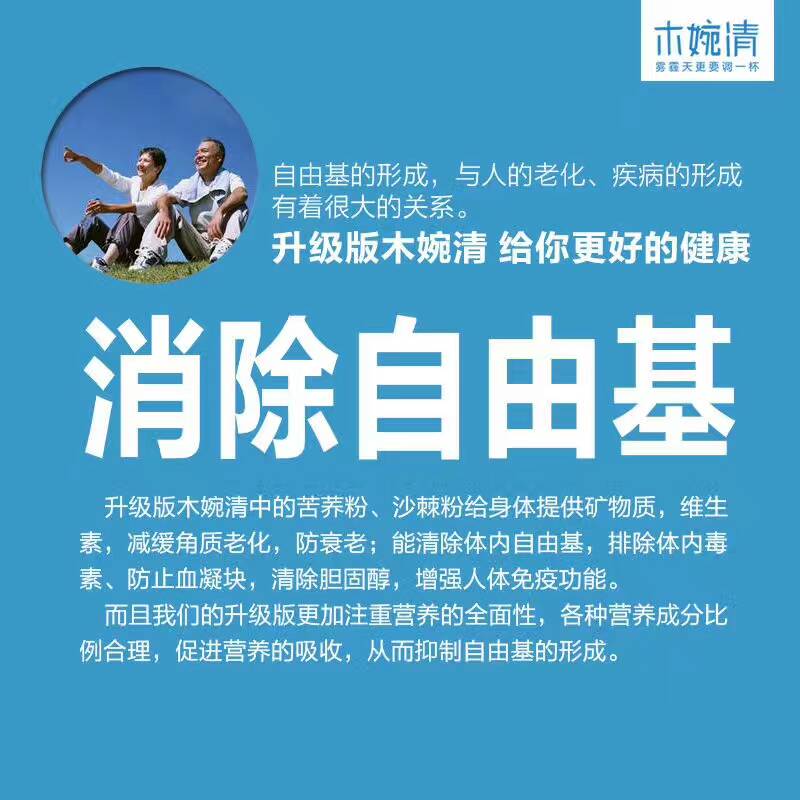 木婉清
雾霾天更要调一杯
自由基的形成，与人的老化、疾病的形成
有着很大的关系。
升级版木婉清 给你更好的健康
消除自由基
升级版木婉清中的苦荞粉、沙棘粉给身体提供矿物质，维生
素，减缓角质老化，防衰老；能清除体内自由基，排除体内毒
素、防止血凝块，清除胆固醇，增强人体免疫功能。
而且我们的升级版更加注重营养的全面性，各种营养成分比
例合理，促进营养的吸收，从而抑制自由基的形成。